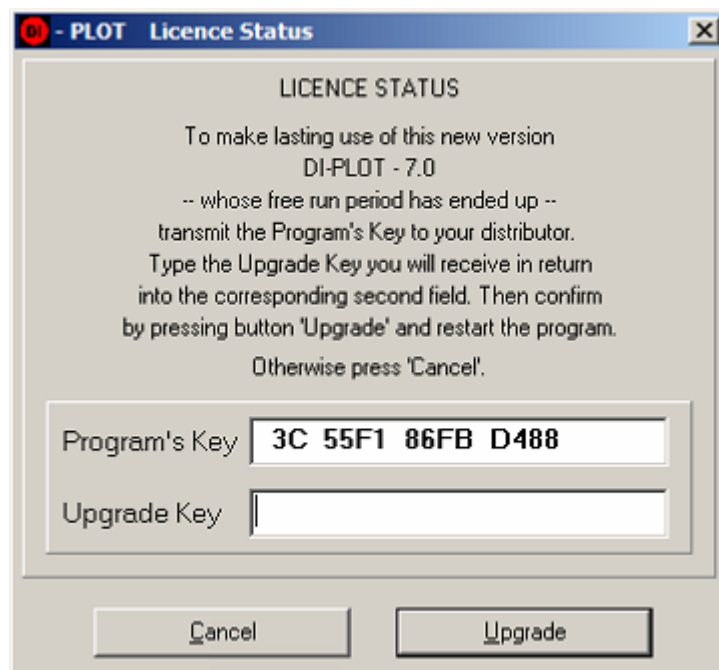 DI - PLOT Licence Status
LICENCE STATUS
To make lasting use of this new version
DI-PLOT - 7.0
-- whose free run period has ended up --
transmit the Program's Key to your distributor.
Type the Upgrade Key you will receive in return
into the corresponding second field. Then confirm
by pressing button 'Upgrade' and restart the program.
Otherwise press 'Cancel'.
Program's Key 3C 55F1 86FB D488
Upgrade Key
Cancel Upgrade